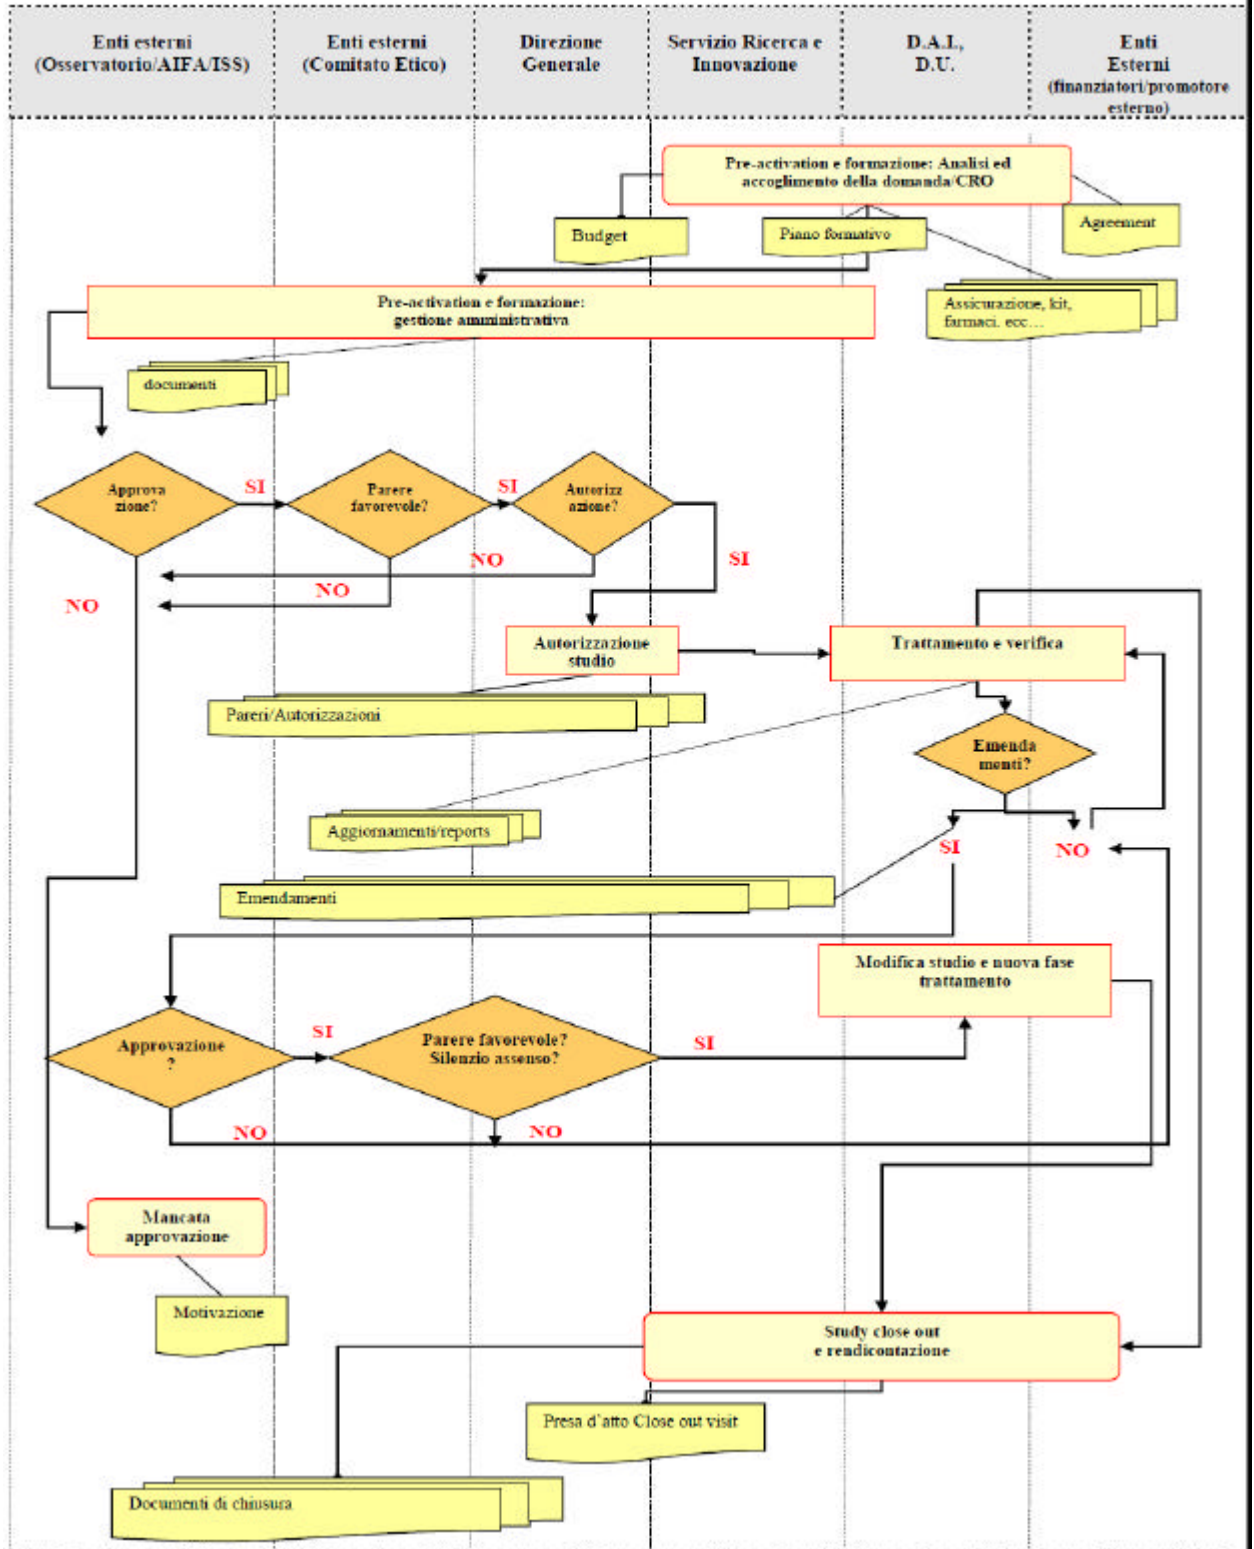 Enti esterni
(Osservatorio/AIFA/ISS)
Enti esterni
(Comitato Etico)
Direzione
Generale
Servizio Ricerca e
Innovazione
D.A.I.,
D.U.
Enti
Esterni
(finanziatori/promotore
esterno)
Pre-activation e formazione: Analisi ed
accoglimento della domanda/CRO
Budget
Piano formativo
Agreement
Assicurazione, kit,
farmaci. ecc…
Pre-activation e formazione:
gestione amministrativa
documenti
Approva
zione?
SI
Parere
favorevole?
SI
Autorizz
azione?
SI
NO
NO
NO
Autorizzazione
studio
Trattamento e verifica
Pareri/Autorizzazioni
Emenda
menti?
Aggiornamenti/reports
SI
NO
Emendamenti
Modifica studio e nuova fase
trattamento
Approvazione
?
SI
Parere favorevole?
Silenzio assenso?
SI
NO
NO
Mancata
approvazione
Motivazione
Study close out
e rendicontazione
Presa d'atto Close out visit
Documenti di chiusura